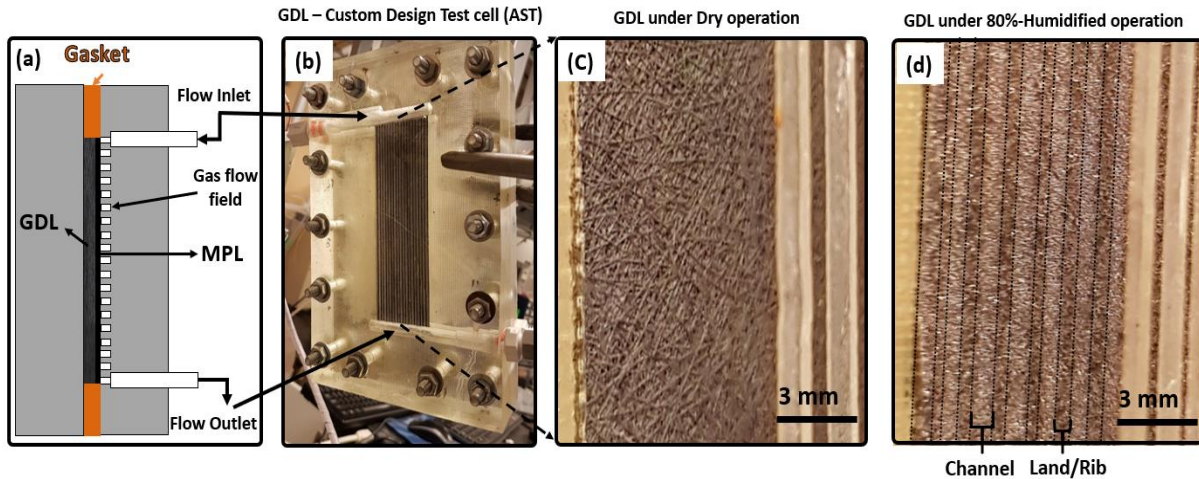 GDL – Custom Design Test cell (AST)
GDL under Dry operation
GDL under 80%-Humidified operation
(a)
Gasket
Flow Inlet
Gas flow
field
GDL
MPL
Flow Outlet
(b)
(C)
3 mm
(d)
3 mm
Channel
Land/Rib